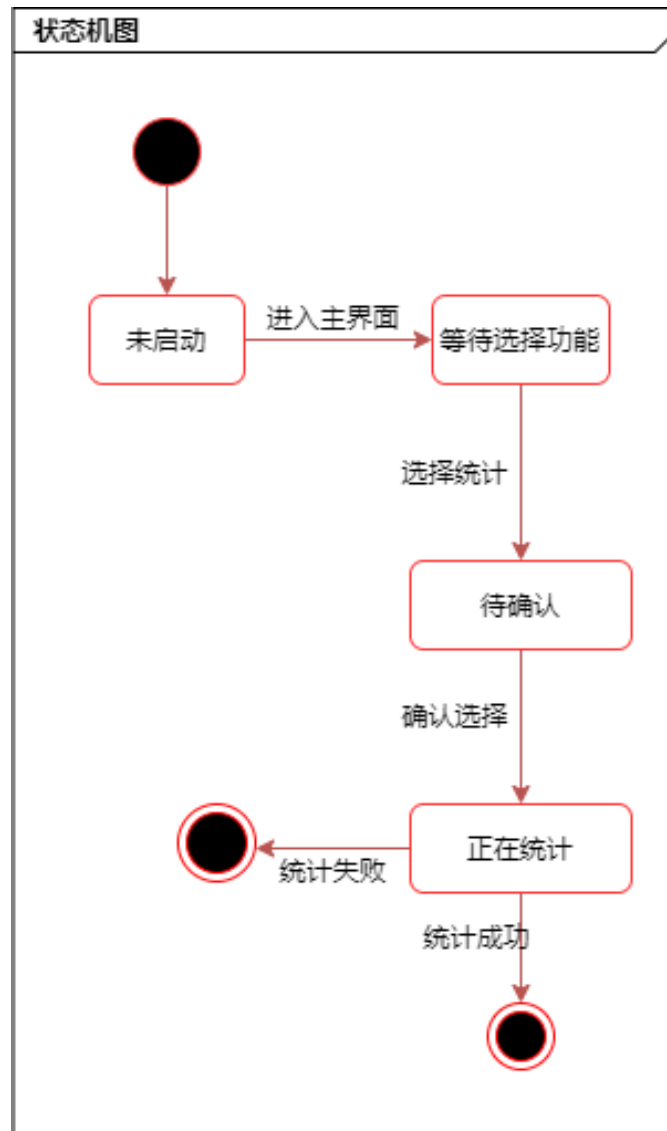 状态机图
未启动
进入主界面
等待选择功能
选择统计
待确认
确认选择
正在统计
统计失败
统计成功